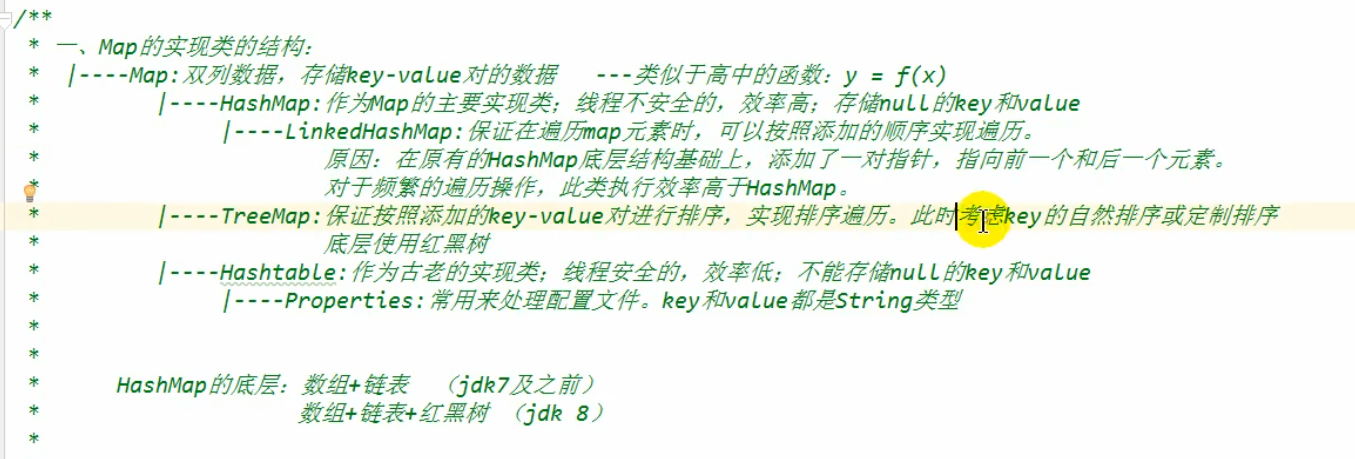 /**
* 一、Map的实现类的结构：
* |----Map:双列数据，存储key-value对的数据 ---类似于高中的函数：y = f(x)
* |----HashMap:作为Map的主要实现类；线程不安全的，效率高；存储null的key和value
* |----LinkedHashMap:保证在遍历map元素时，可以按照添加的顺序实现遍历。
* 原因：在原有的HashMap底层结构基础上，添加了一对指针，指向前一个和后一个元素。
* 对于频繁的遍历操作，此类执行效率高于HashMap。
* |----TreeMap:保证按照添加的key-value对进行排序，实现排序遍历。此时考虑key的自然排序或定制排序
* 底层使用红黑树
* |----Hashtable:作为古老的实现类；线程安全的，效率低；不能存储null的key和value
* |----Properties:常用来处理配置文件。key和value都是String类型
*
*
* HashMap的底层：数组+链表 （jdk7及之前）
* 数组+链表+红黑树 （jdk 8）
*